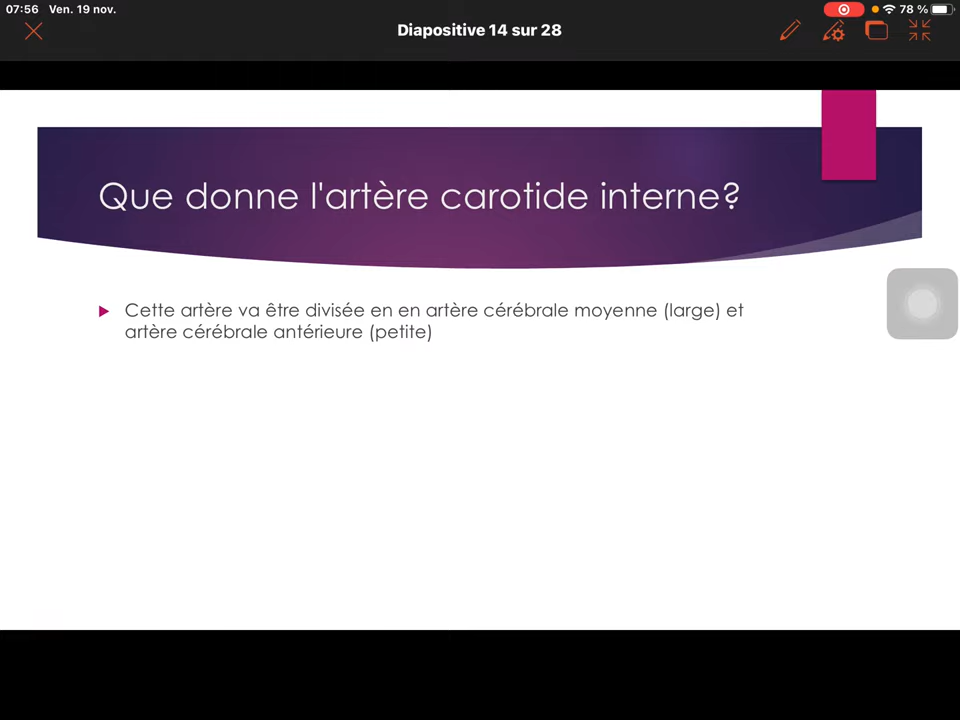 07:56 Ven. 19 nov.
78 %
Diapositive 14 sur 28
Que donne l'artère carotide interne?
Cette artère va être divisée en en artère cérébrale moyenne (large) et
artère cérébrale antérieure (petite)